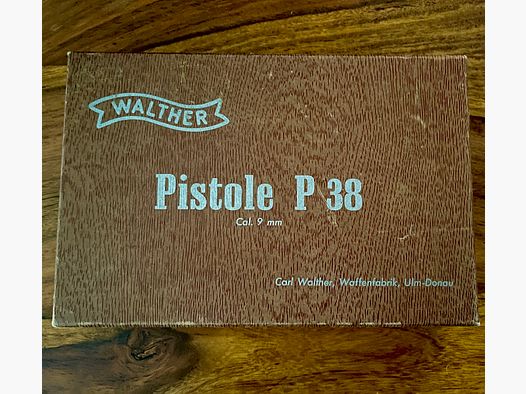 WALTHER
Pistole P 38
Cal. 9 mm
Carl Walther, Waffenfabrik, Ulm-Donau